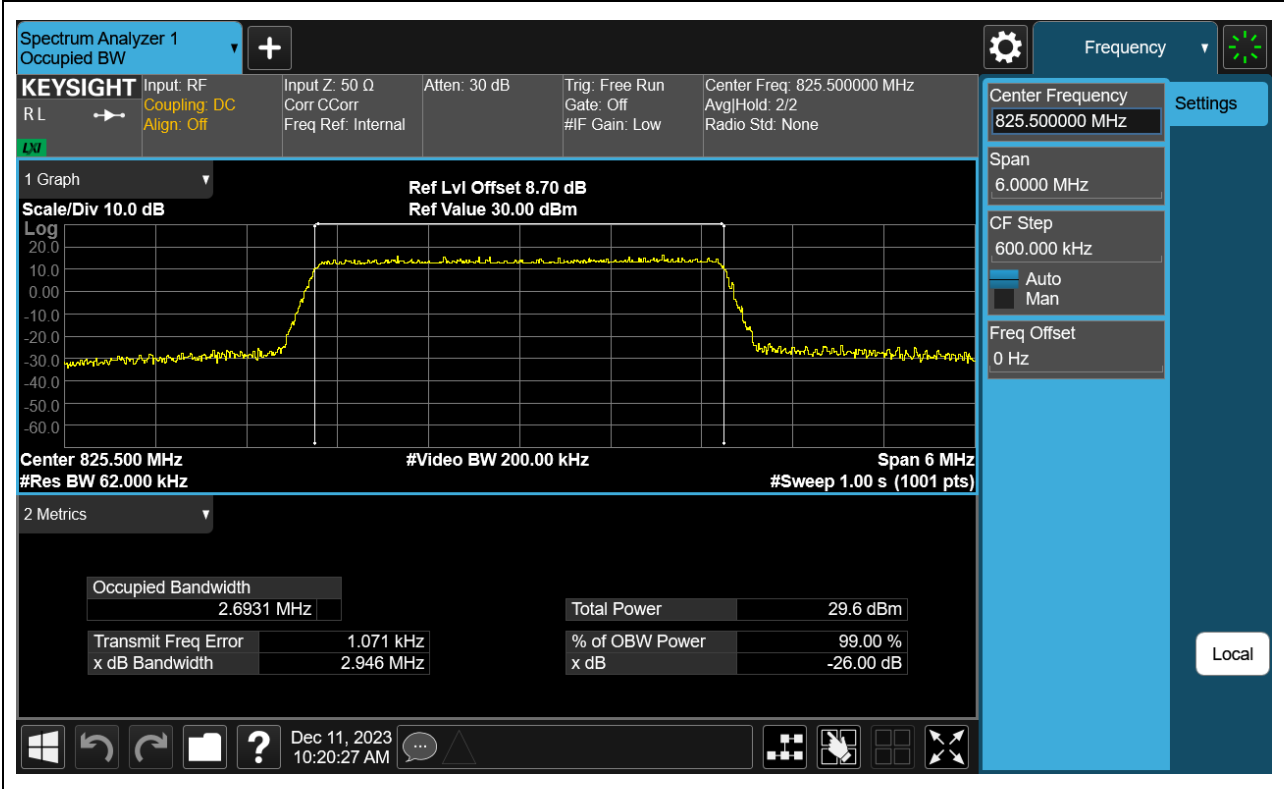 Spectrum Analyzer 1
Occupied BW
Frequency
KEYSIGHT
R L
LXI
Input: RF
Coupling: DC
Align: Off
Input Z: 50 Ω
Corr CCorr
Freq Ref: Internal
Atten: 30 dB
Trig: Free Run
Gate: Off
#IF Gain: Low
Center Freq: 825.500000 MHz
Avg|Hold: 2/2
Radio Std: None
Center Frequency
825.500000 MHz
Settings
Span
6.0000 MHz
CF Step
600.000 kHz
Auto
Man
Freq Offset
0 Hz
Local
1 Graph
Scale/Div 10.0 dB
Ref Lvl Offset 8.70 dB
Ref Value 30.00 dBm
Log
20.0
10.0
0.00
-10.0
-20.0
-30.0
-40.0
-50.0
-60.0
Center 825.500 MHz
#Video BW 200.00 kHz
Span 6 MHz
#Res BW 62.000 kHz
#Sweep 1.00 s (1001 pts)
2 Metrics
Occupied Bandwidth
2.6931 MHz
Total Power 29.6 dBm
Transmit Freq Error 1.071 kHz
% of OBW Power 99.00 %
x dB Bandwidth 2.946 MHz
x dB -26.00 dB
?
Dec 11, 2023
10:20:27 AM